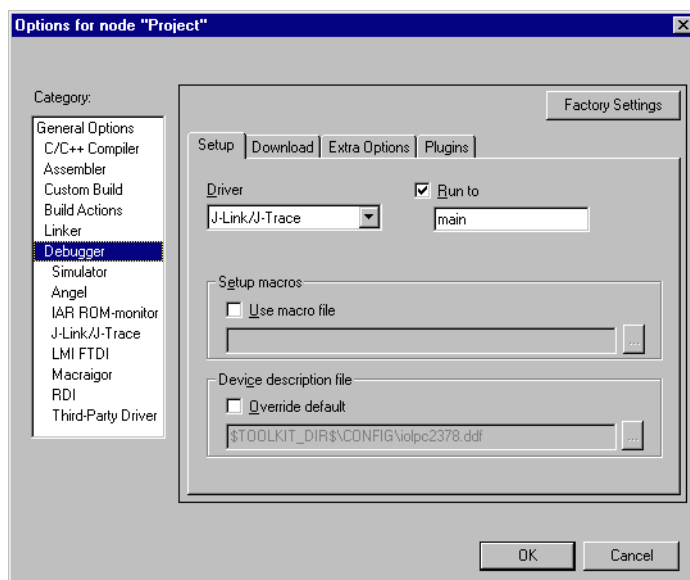 Options for node "Project"
Category:
General Options
C/C++ Compiler
Assembler
Custom Build
Build Actions
Linker
Debugger
Simulator
Angel
IAR ROM-monitor
J-Link/J-Trace
LMI FTDI
Macraigor
RDI
Third-Party Driver
Factory Settings
Setup Download Extra Options Plugins
Driver
J-Link/J-Trace
Run to
main
Setup macros
Use macro file
...
Device description file
Override default
$TOOLKIT_DIR$\CONFIG\iolpc2378.ddf
...
OK Cancel